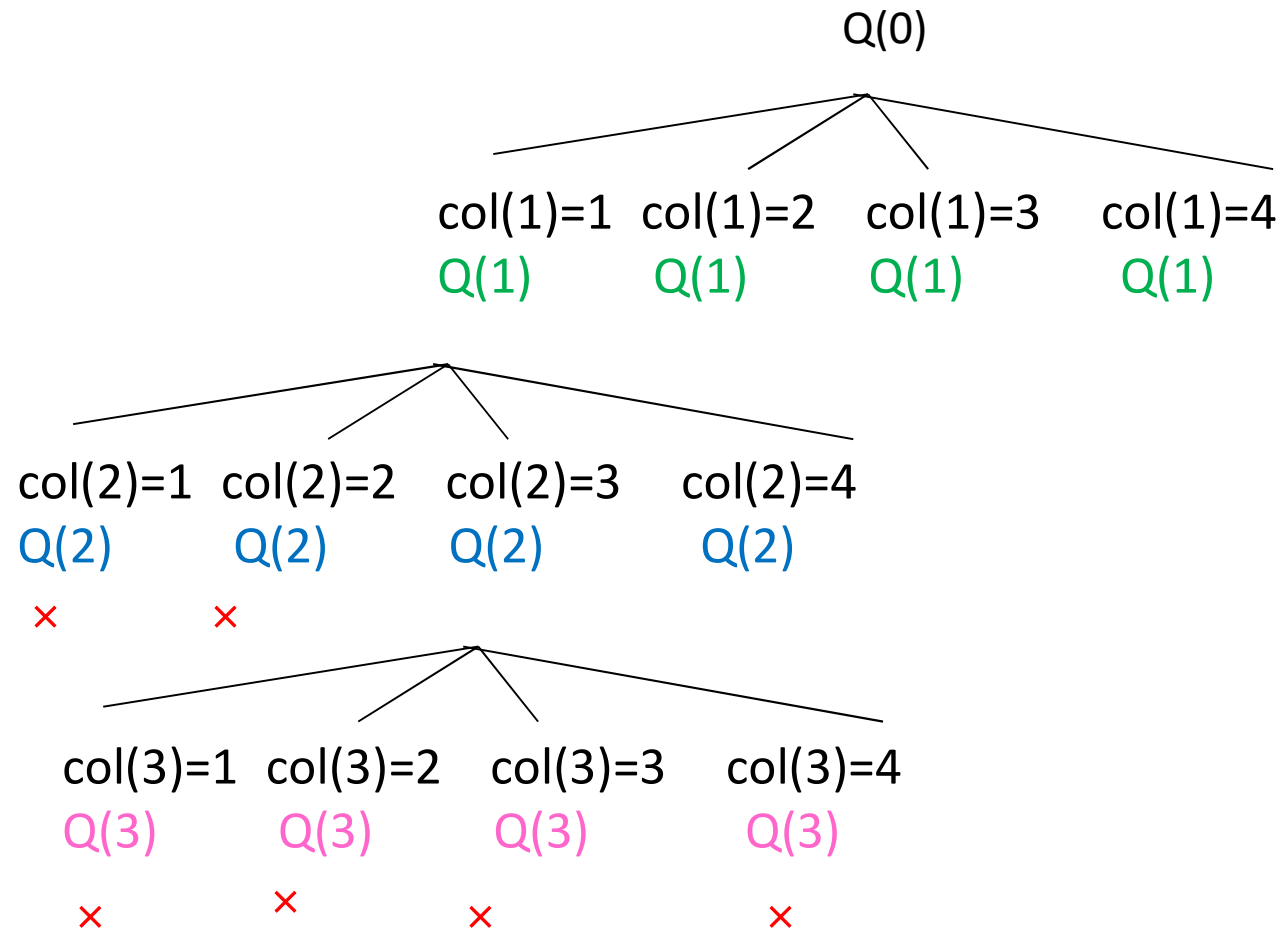 Q(0)
col(1)=1 col(1)=2 col(1)=3 col(1)=4
Q(1) Q(1) Q(1) Q(1)
col(2)=1 col(2)=2 col(2)=3 col(2)=4
Q(2) Q(2) Q(2) Q(2)
× ×
col(3)=1 col(3)=2 col(3)=3 col(3)=4
Q(3) Q(3) Q(3) Q(3)
× × × ×